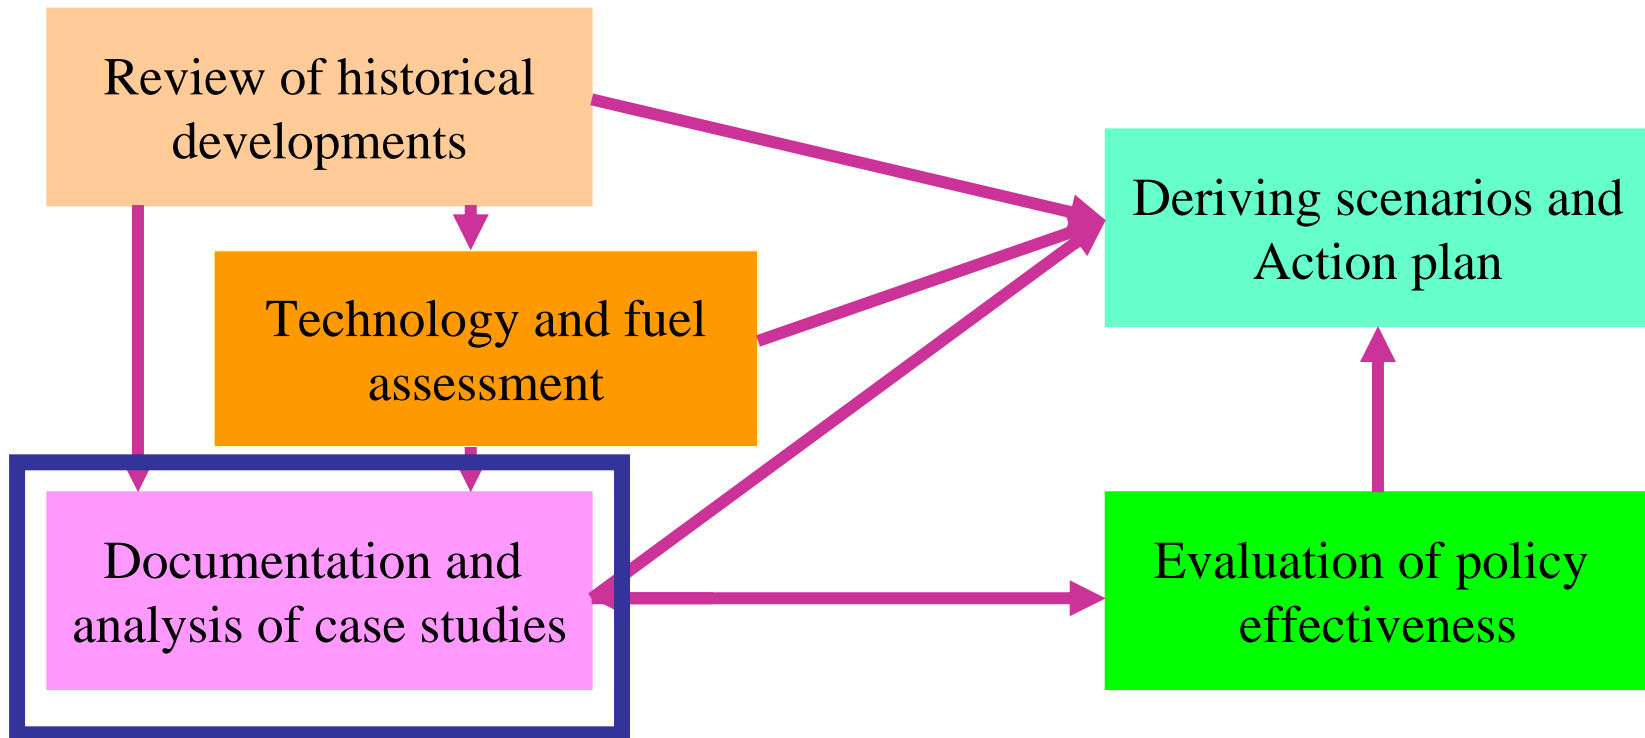 Review of historical
developments
Deriving scenarios and
Action plan
Technology and fuel
assessment
Documentation and
analysis of case studies
Evaluation of policy
effectiveness